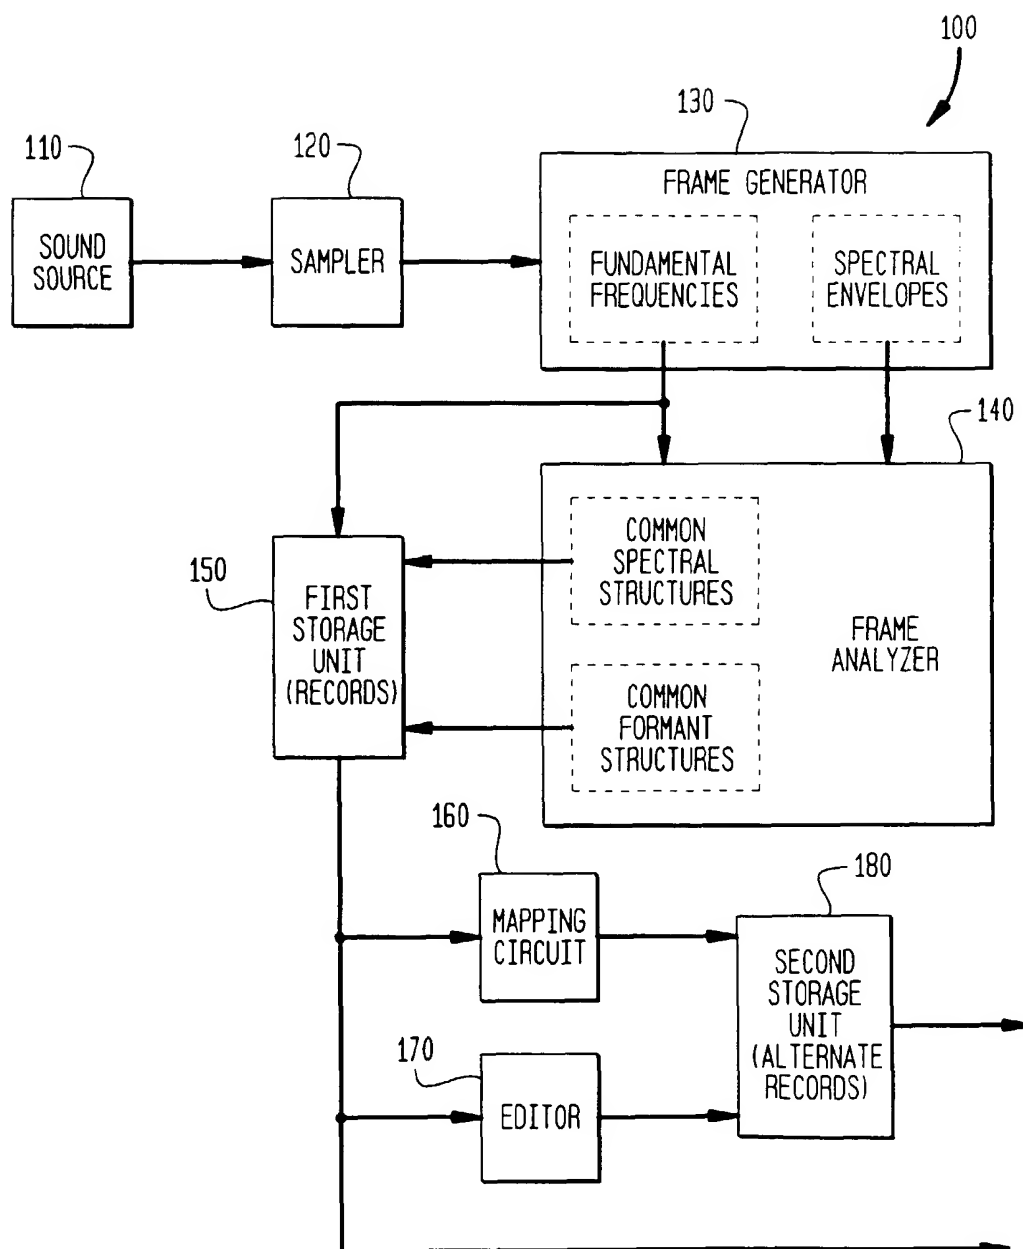 100
130
110
120
FRAME GENERATOR
SOUND
SOURCE
SAMPLER
FUNDAMENTAL
FREQUENCIES
SPECTRAL
ENVELOPES
140
150
FIRST
STORAGE
UNIT
(RECORDS)
COMMON
SPECTRAL
STRUCTURES
FRAME
ANALYZER
COMMON
FORMANT
STRUCTURES
160
180
MAPPING
CIRCUIT
SECOND
STORAGE
UNIT
(ALTERNATE
RECORDS)
170
EDITOR